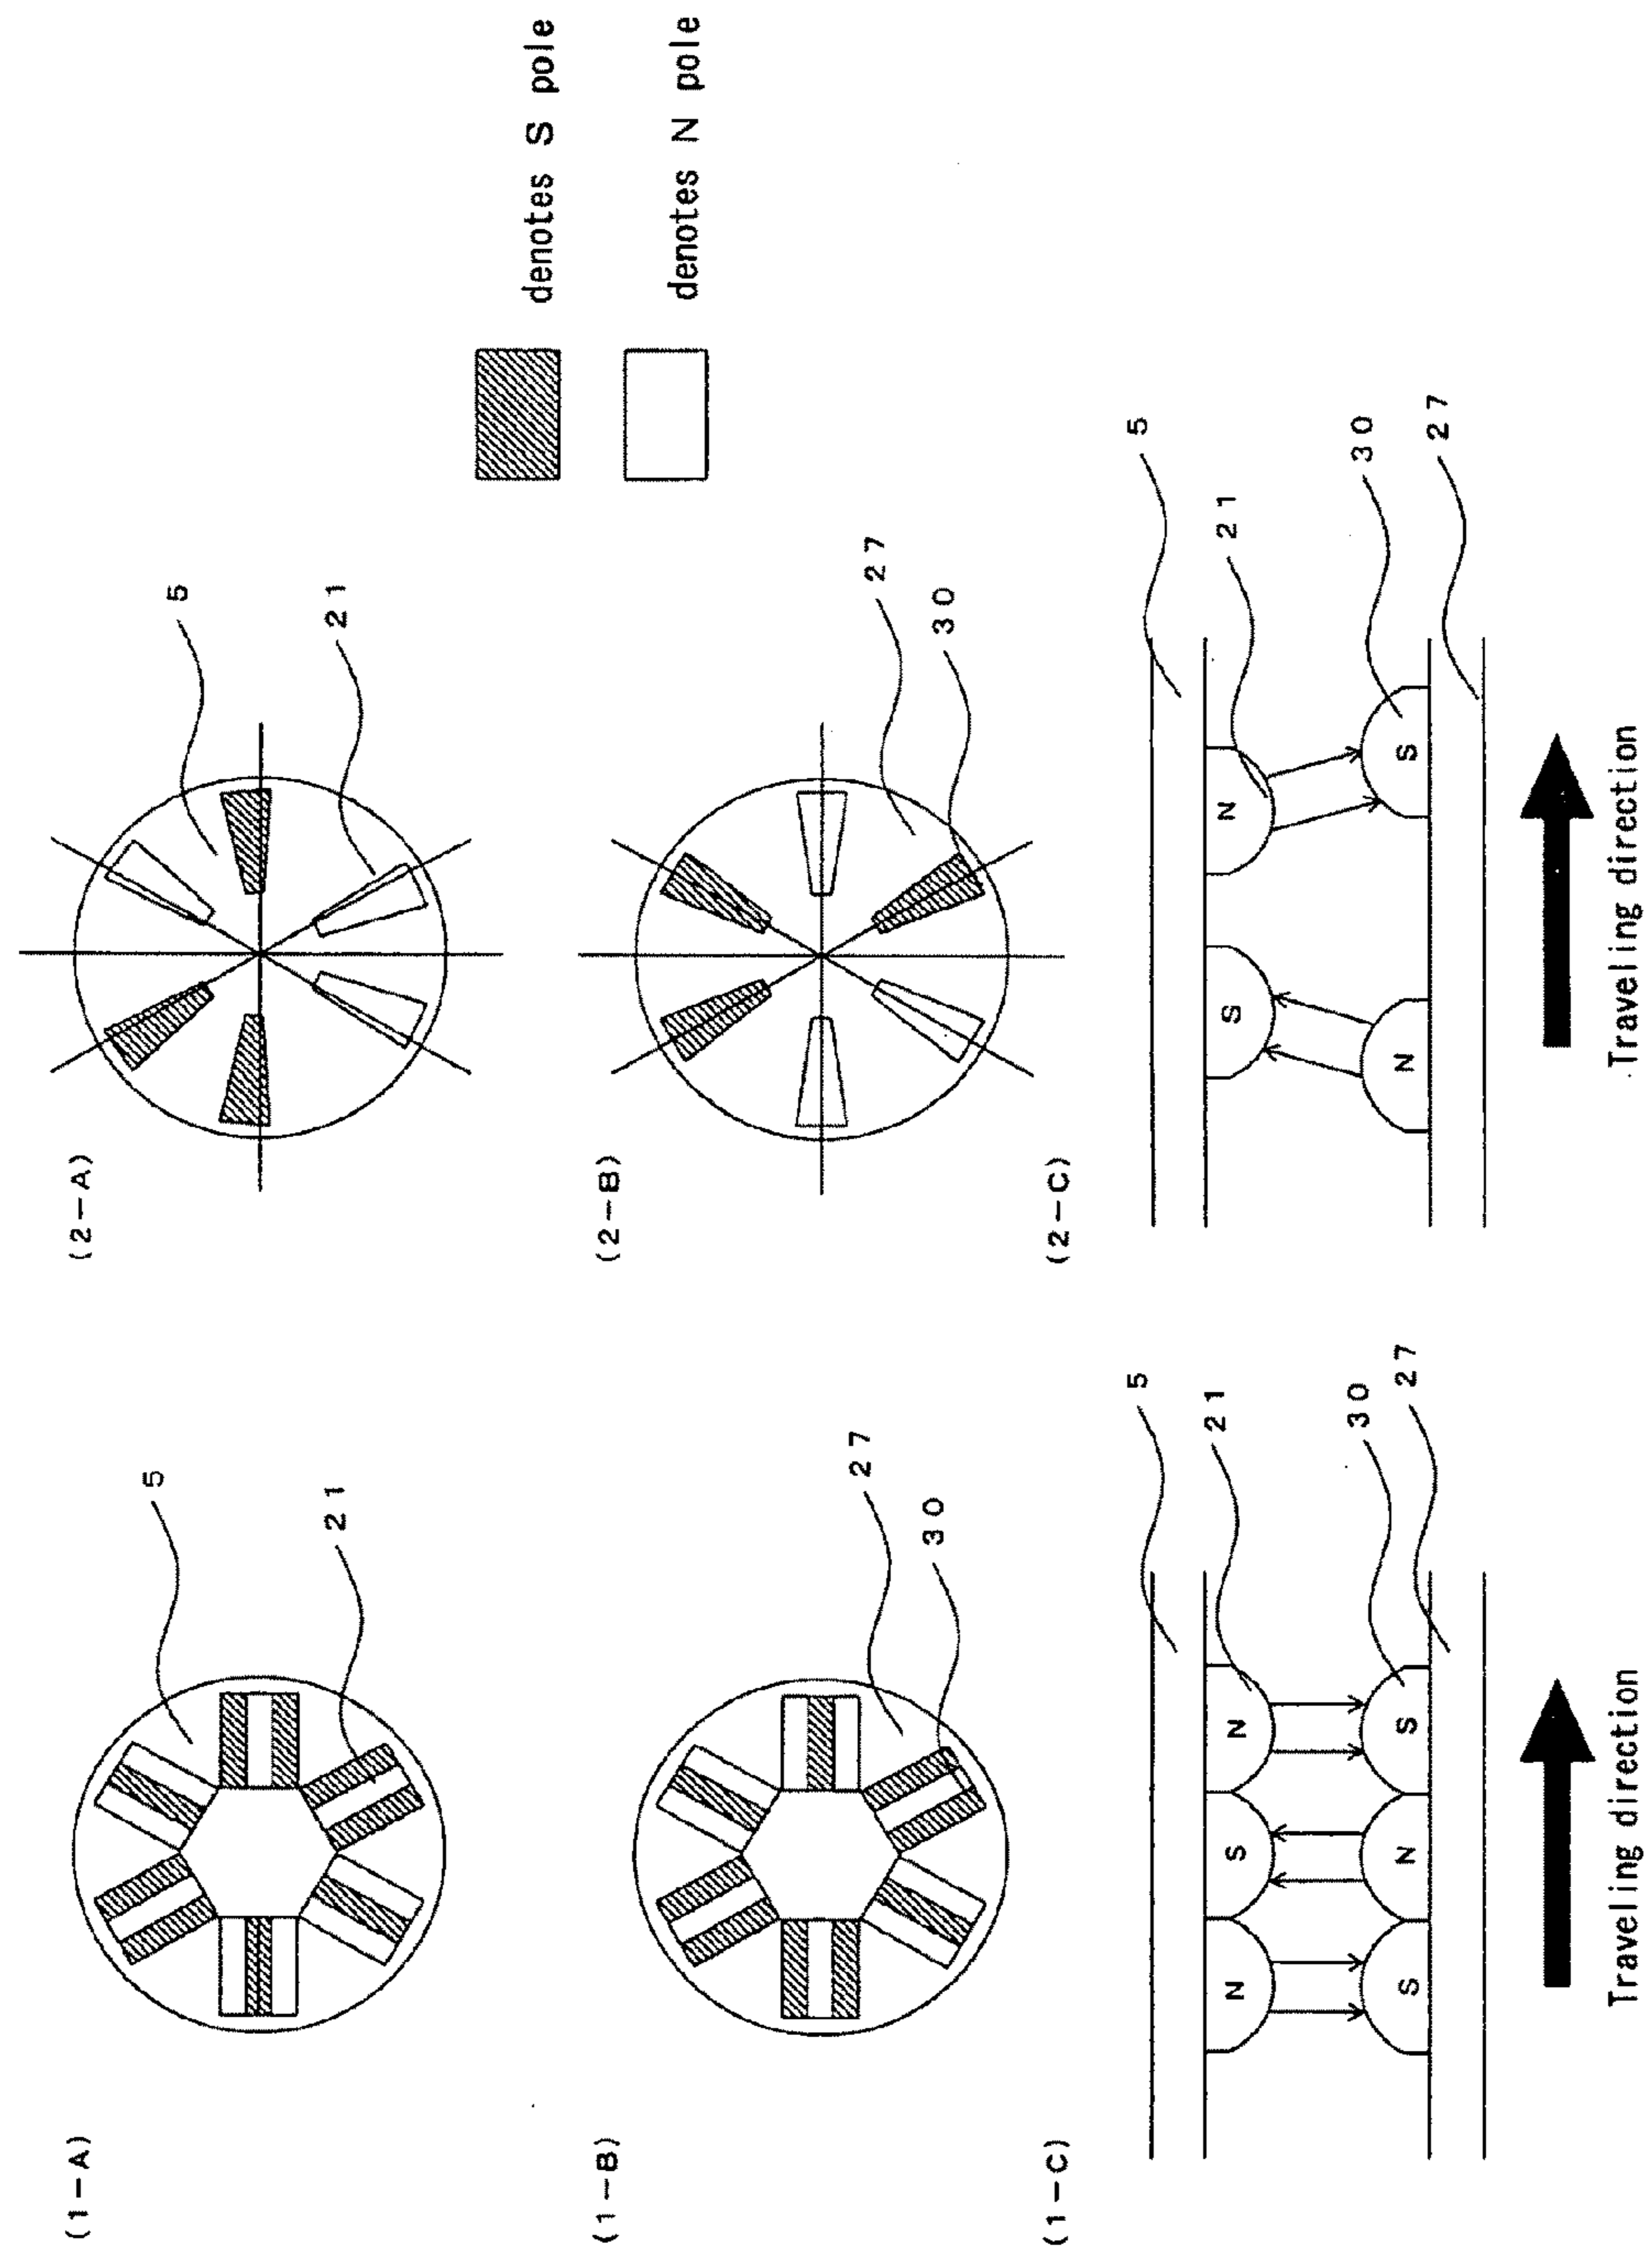 (1-A)
5
21
(2-A)
5
21
denotes S pole
denotes N pole
(1-B)
27
30
(2-B)
27
30
(1-C)
5
21
N S N
S N S
30
27
Traveling direction
(2-C)
5
21
S N
N S
30
27
Traveling direction